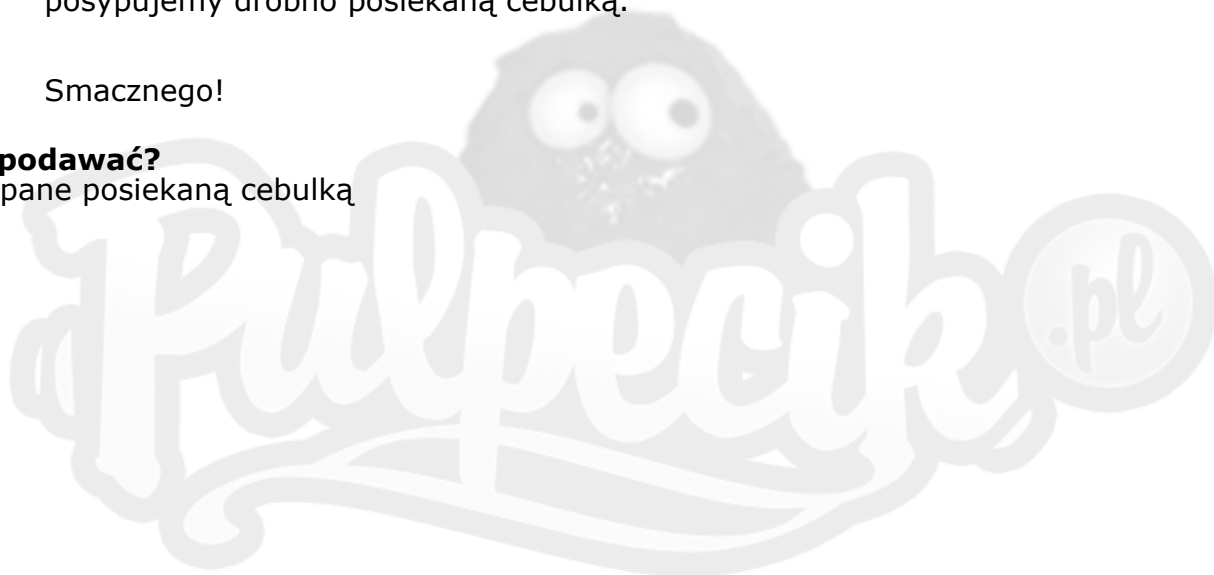 posypujemy drobno posiekaną cebulką.
Smacznego!
podawać?
pane posiekaną cebulką
Pulpecik.pl